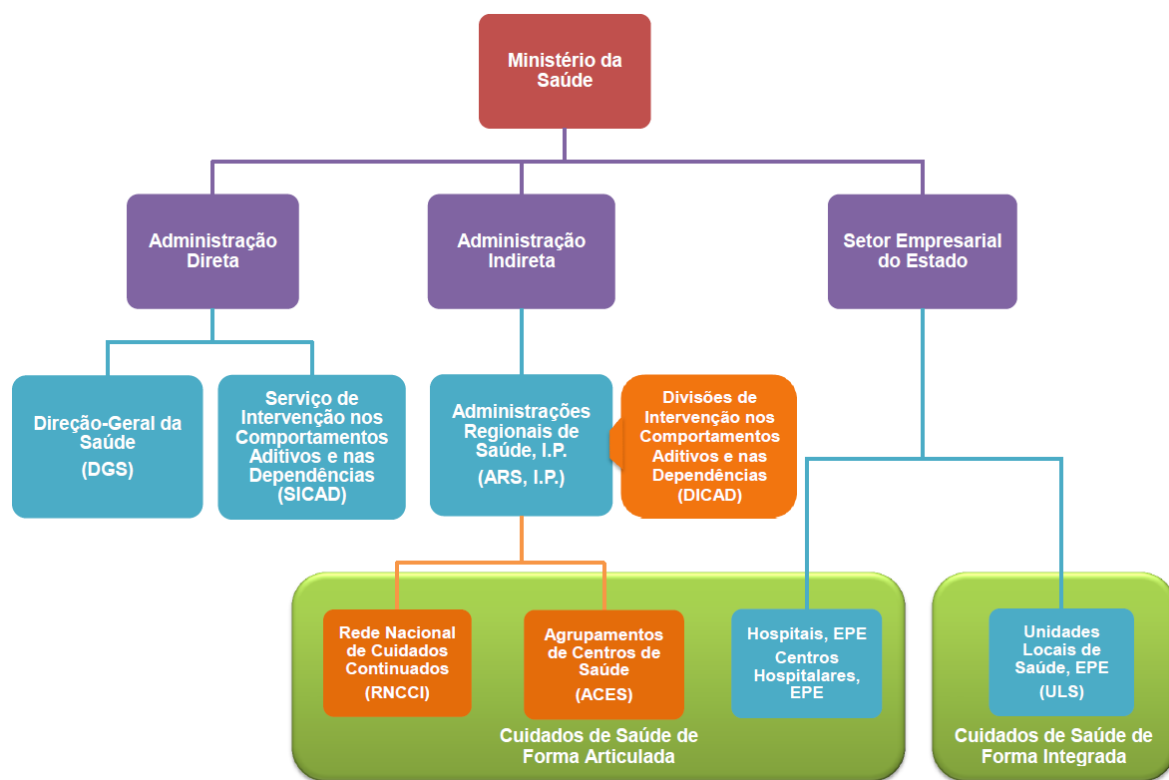 Ministério da
Saúde
Administração
Direta
Administração
Indireta
Setor Empresarial
do Estado
Direção-Geral da
Saúde
(DGS)
Serviço de
Intervenção nos
Comportamentos
Aditivos e nas
Dependências
(SICAD)
Administrações
Regionais de
Saúde, I.P.
(ARS, I.P.)
Divisões de
Intervenção nos
Comportamentos
Aditivos e nas
Dependências
(DICAD)
Rede Nacional
de Cuidados
Continuados
(RNCCI)
Agrupamentos
de Centros de
Saúde
(ACES)
Hospitais, EPE
Centros
Hospitalares,
EPE
Unidades
Locais de
Saúde, EPE
(ULS)
Cuidados de Saúde de
Forma Articulada
Cuidados de Saúde de
Forma Integrada